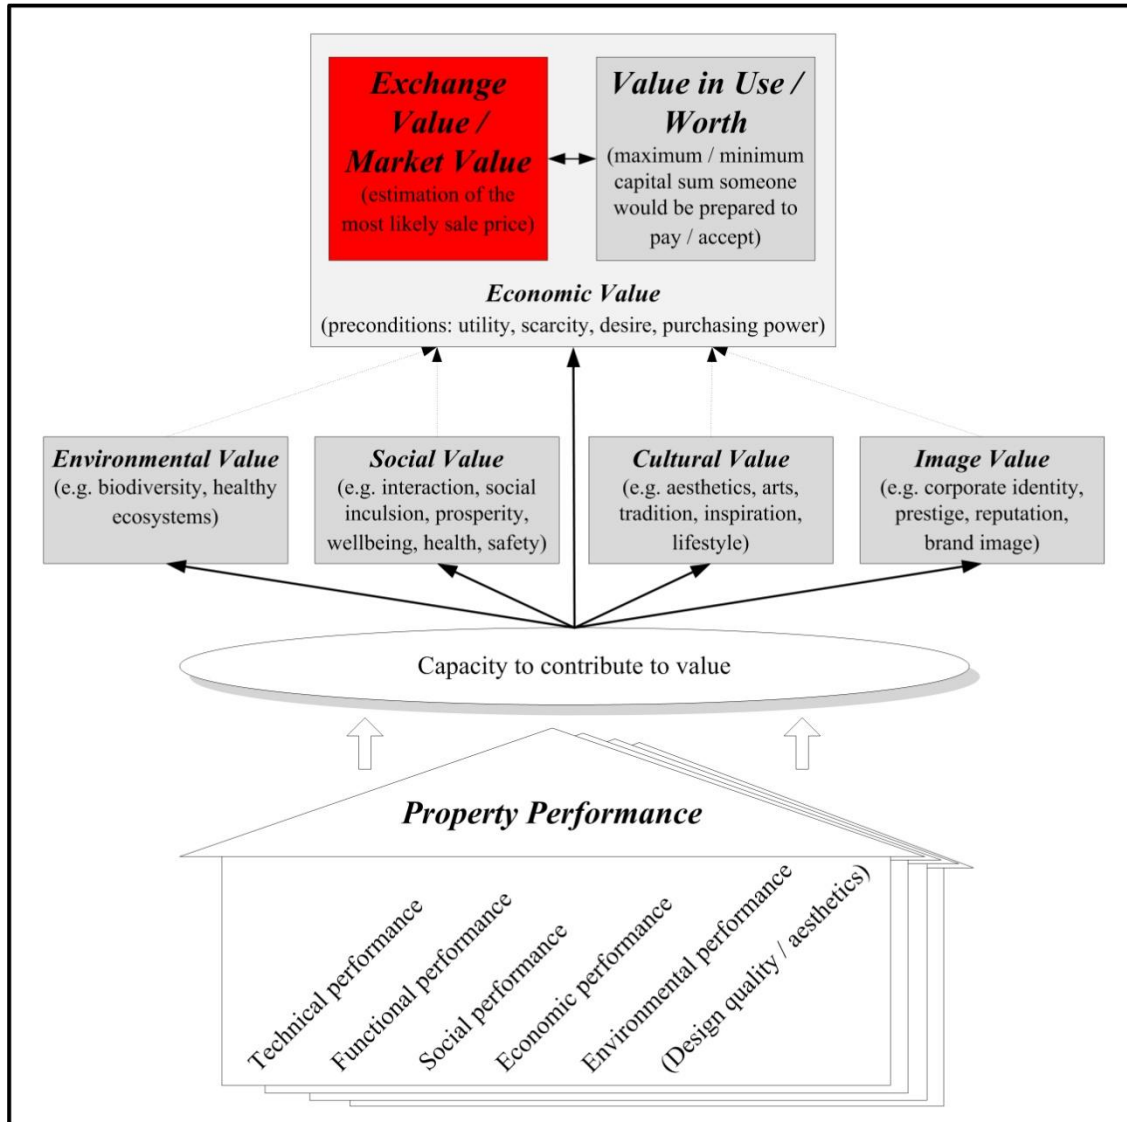 Exchange
Value /
Market Value
(estimation of the
most likely sale price)
Value in Use /
Worth
(maximum / minimum
capital sum someone
would be prepared to
pay / accept)
Economic Value
(preconditions: utility, scarcity, desire, purchasing power)
Environmental Value
(e.g. biodiversity, healthy
ecosystems)
Social Value
(e.g. interaction, social
inculsion, prosperity,
wellbeing, health, safety)
Cultural Value
(e.g. aesthetics, arts,
tradition, inspiration,
lifestyle)
Image Value
(e.g. corporate identity,
prestige, reputation,
brand image)
Capacity to contribute to value
Property Performance
Technical performance
Functional performance
Social performance
Economic performance
Environmental performance
(Design quality / aesthetics)